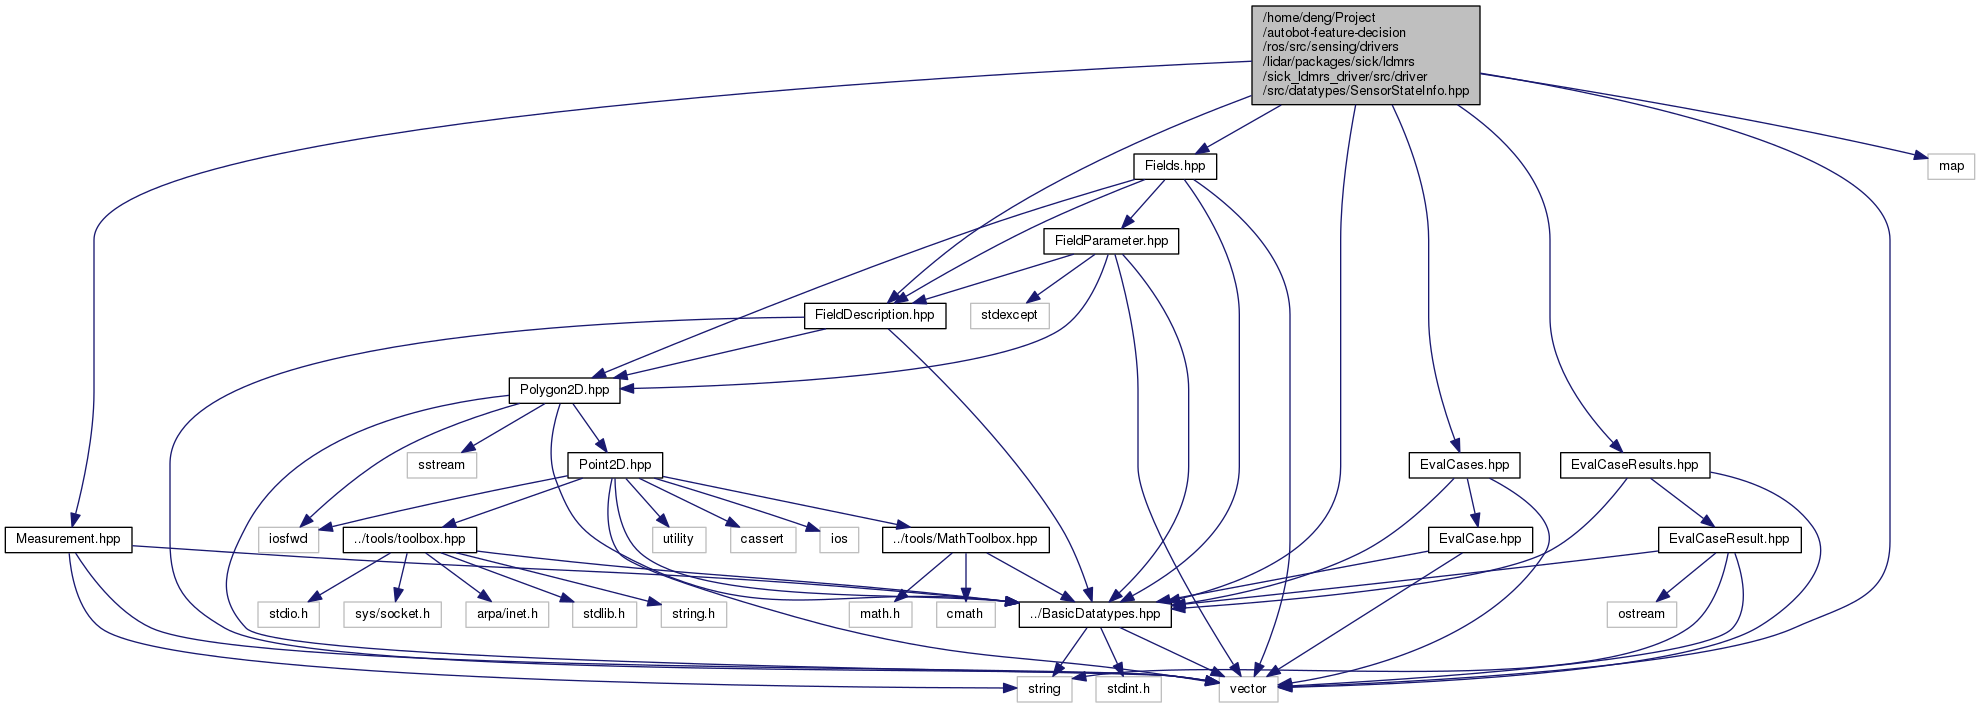 /home/deng/Project
/autobot-feature-decision
/ros/src/sensing/drivers
/lidar/packages/sick/ldmrs
/sick_ldmrs_driver/src/driver
/src/datatypes/SensorStateInfo.hpp
Fields.hpp
map
FieldParameter.hpp
FieldDescription.hpp
stdexcept
Polygon2D.hpp
sstream
Point2D.hpp
EvalCases.hpp
EvalCaseResults.hpp
Measurement.hpp
iosfwd
../tools/toolbox.hpp
utility
cassert
ios
../tools/MathToolbox.hpp
EvalCase.hpp
EvalCaseResult.hpp
stdio.h
sys/socket.h
arpa/inet.h
stdlib.h
string.h
math.h
cmath
../BasicDatatypes.hpp
ostream
string
stdint.h
vector